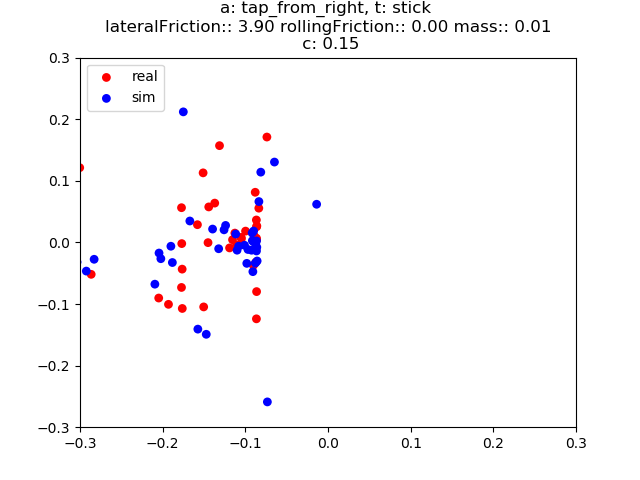 a: tap_from_right, t: stick
lateralFriction:: 3.90 rollingFriction:: 0.00 mass:: 0.01
c: 0.15
0.3
real
sim
0.2
0.1
0.0
−0.1
−0.2
−0.3
−0.3
−0.2
−0.1
0.0
0.1
0.2
0.3